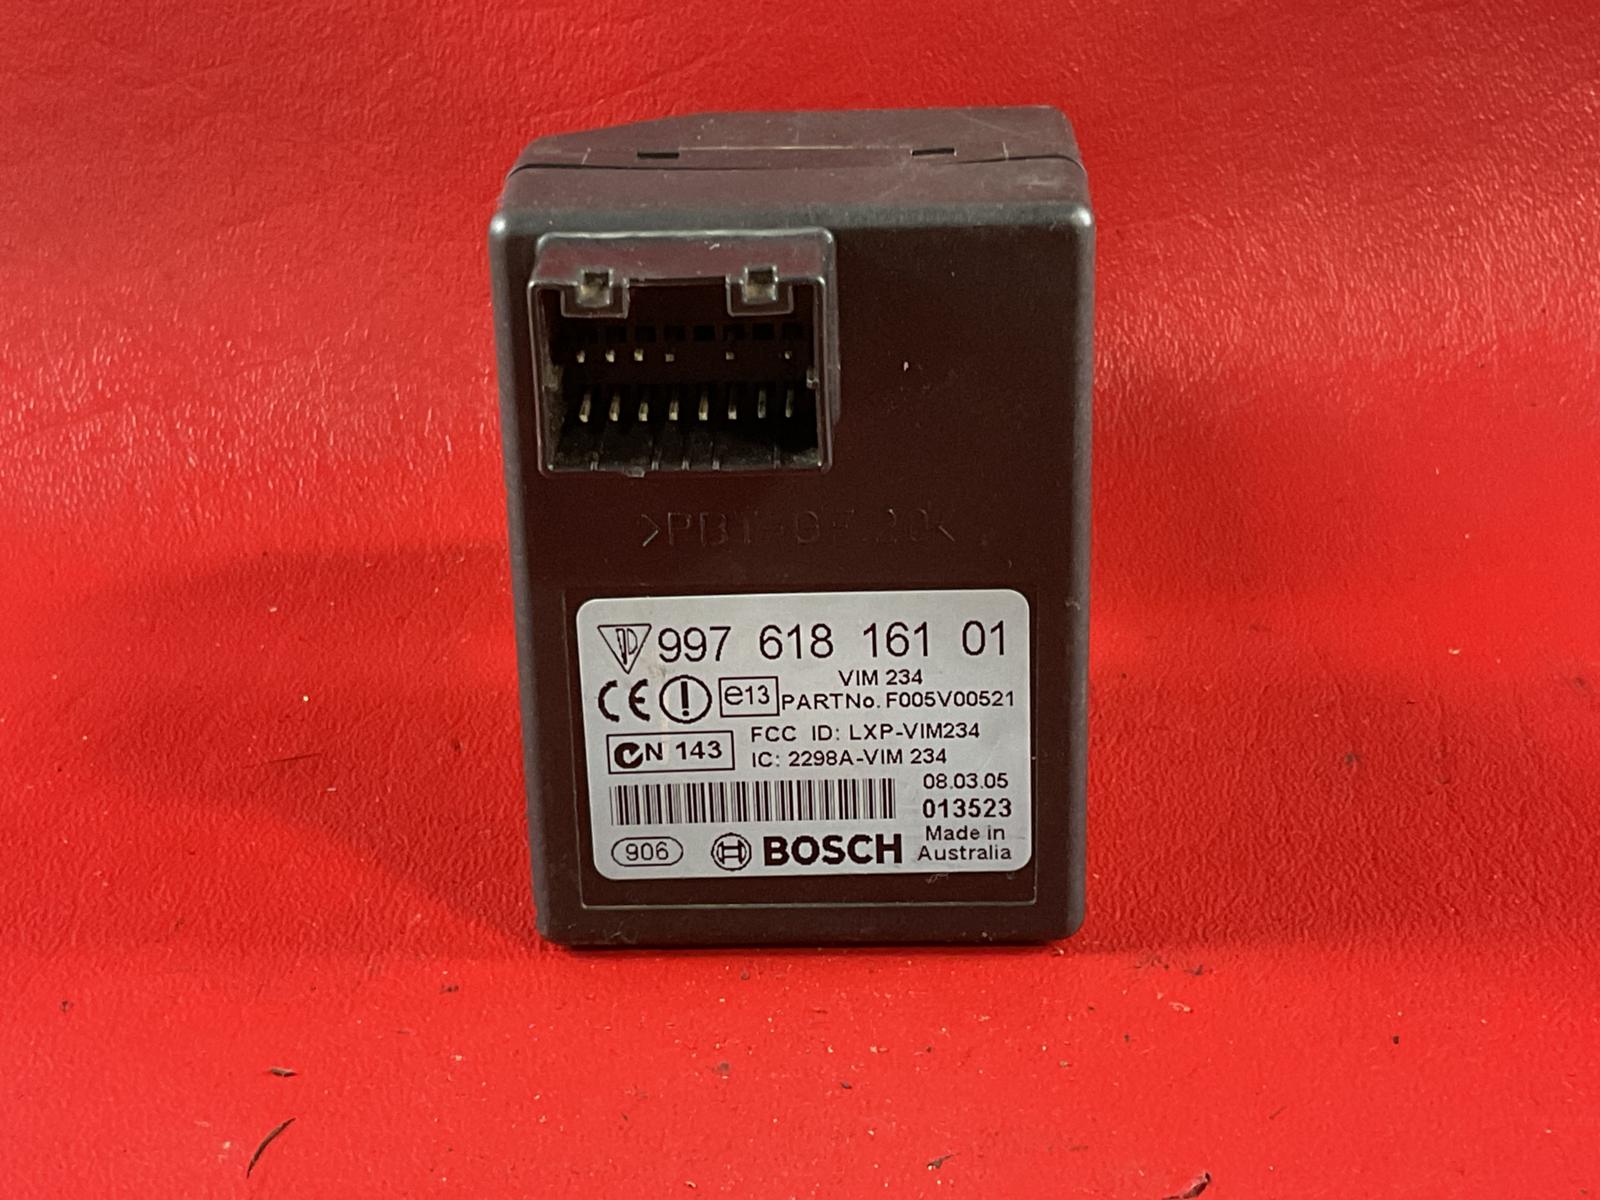 >PBT-GF20<
997 618 161 01
VIM 234
CE e13 PARTNo. F005V00521
FCC ID: LXP-VIM234
N 143
IC: 2298A-VIM 234
08.03.05
013523
906 BOSCH Made in
Australia